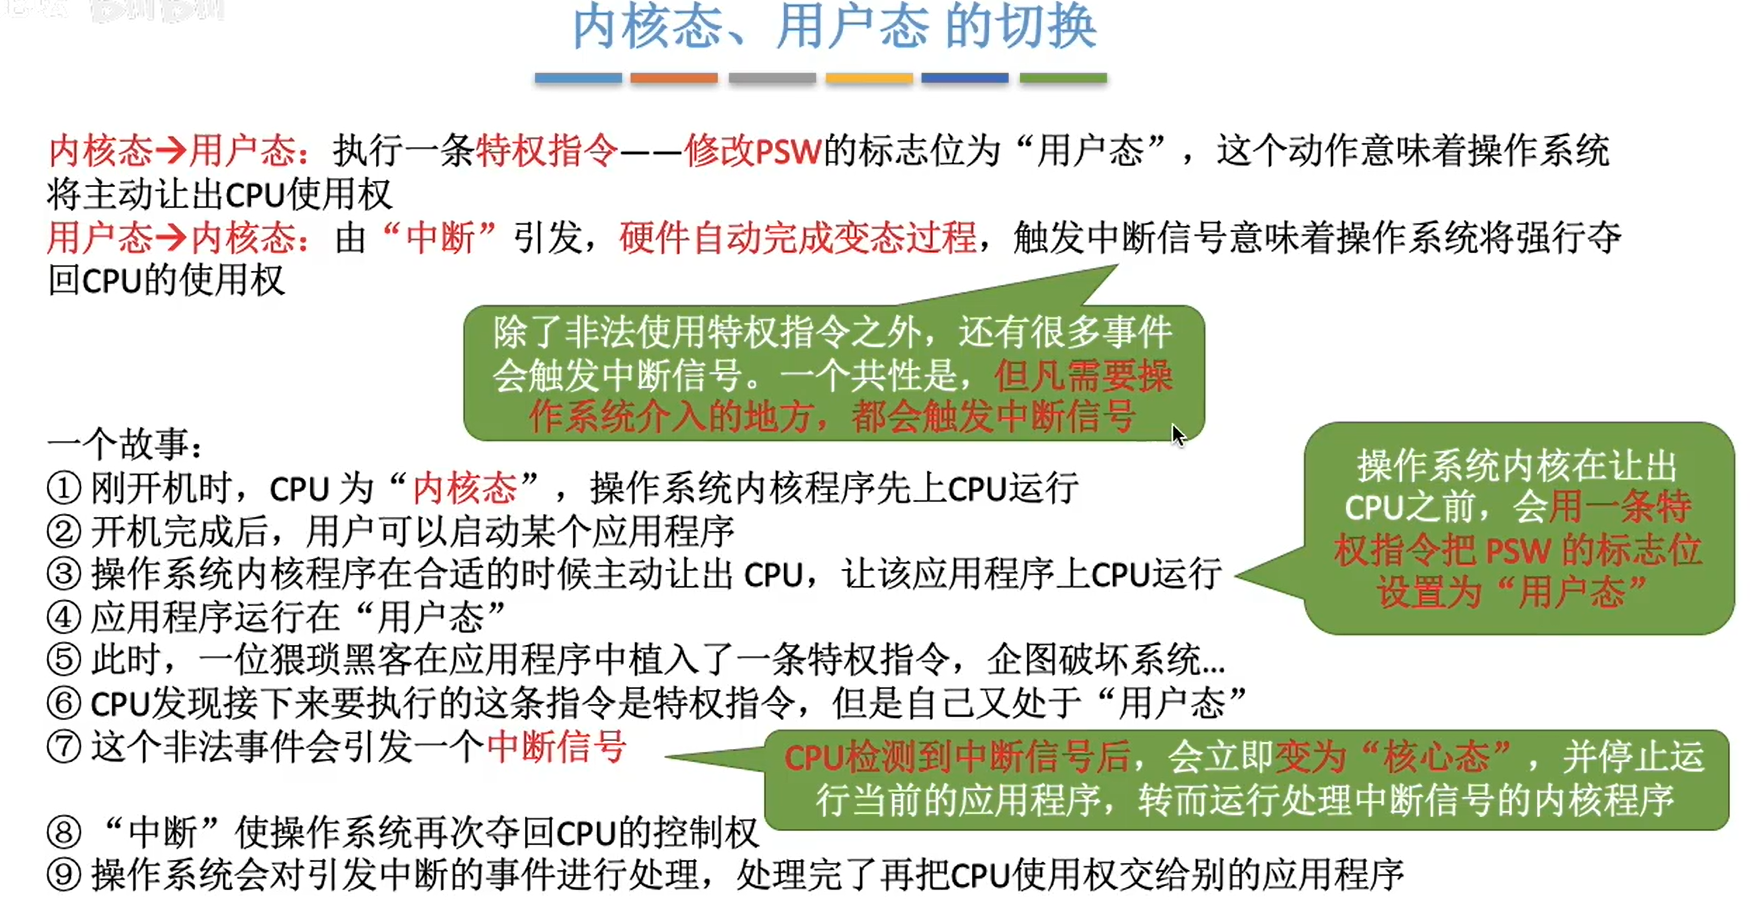 内核态、用户态 的切换
内核态→用户态：执行一条特权指令——修改PSW的标志位为“用户态”，这个动作意味着操作系统
将主动让出CPU使用权
用户态→内核态：由“中断”引发，硬件自动完成变态过程，触发中断信号意味着操作系统将强行夺
回CPU的使用权
除了非法使用特权指令之外，还有很多事件
会触发中断信号。一个共性是，但凡需要操
作系统介入的地方，都会触发中断信号
一个故事：
① 刚开机时，CPU 为“内核态”，操作系统内核程序先上CPU运行
② 开机完成后，用户可以启动某个应用程序
③ 操作系统内核程序在合适的时候主动让出 CPU，让该应用程序上CPU运行
操作系统内核在让出
CPU之前，会用一条特
权指令把 PSW 的标志位
设置为“用户态”
④ 应用程序运行在“用户态”
⑤ 此时，一位猥琐黑客在应用程序中植入了一条特权指令，企图破坏系统...
⑥ CPU发现接下来要执行的这条指令是特权指令，但是自己又处于“用户态”
⑦ 这个非法事件会引发一个中断信号
CPU检测到中断信号后，会立即变为“核心态”，并停止运
行当前的应用程序，转而运行处理中断信号的内核程序
⑧ “中断”使操作系统再次夺回CPU的控制权
⑨ 操作系统会对引发中断的事件进行处理，处理完了再把CPU使用权交给别的应用程序